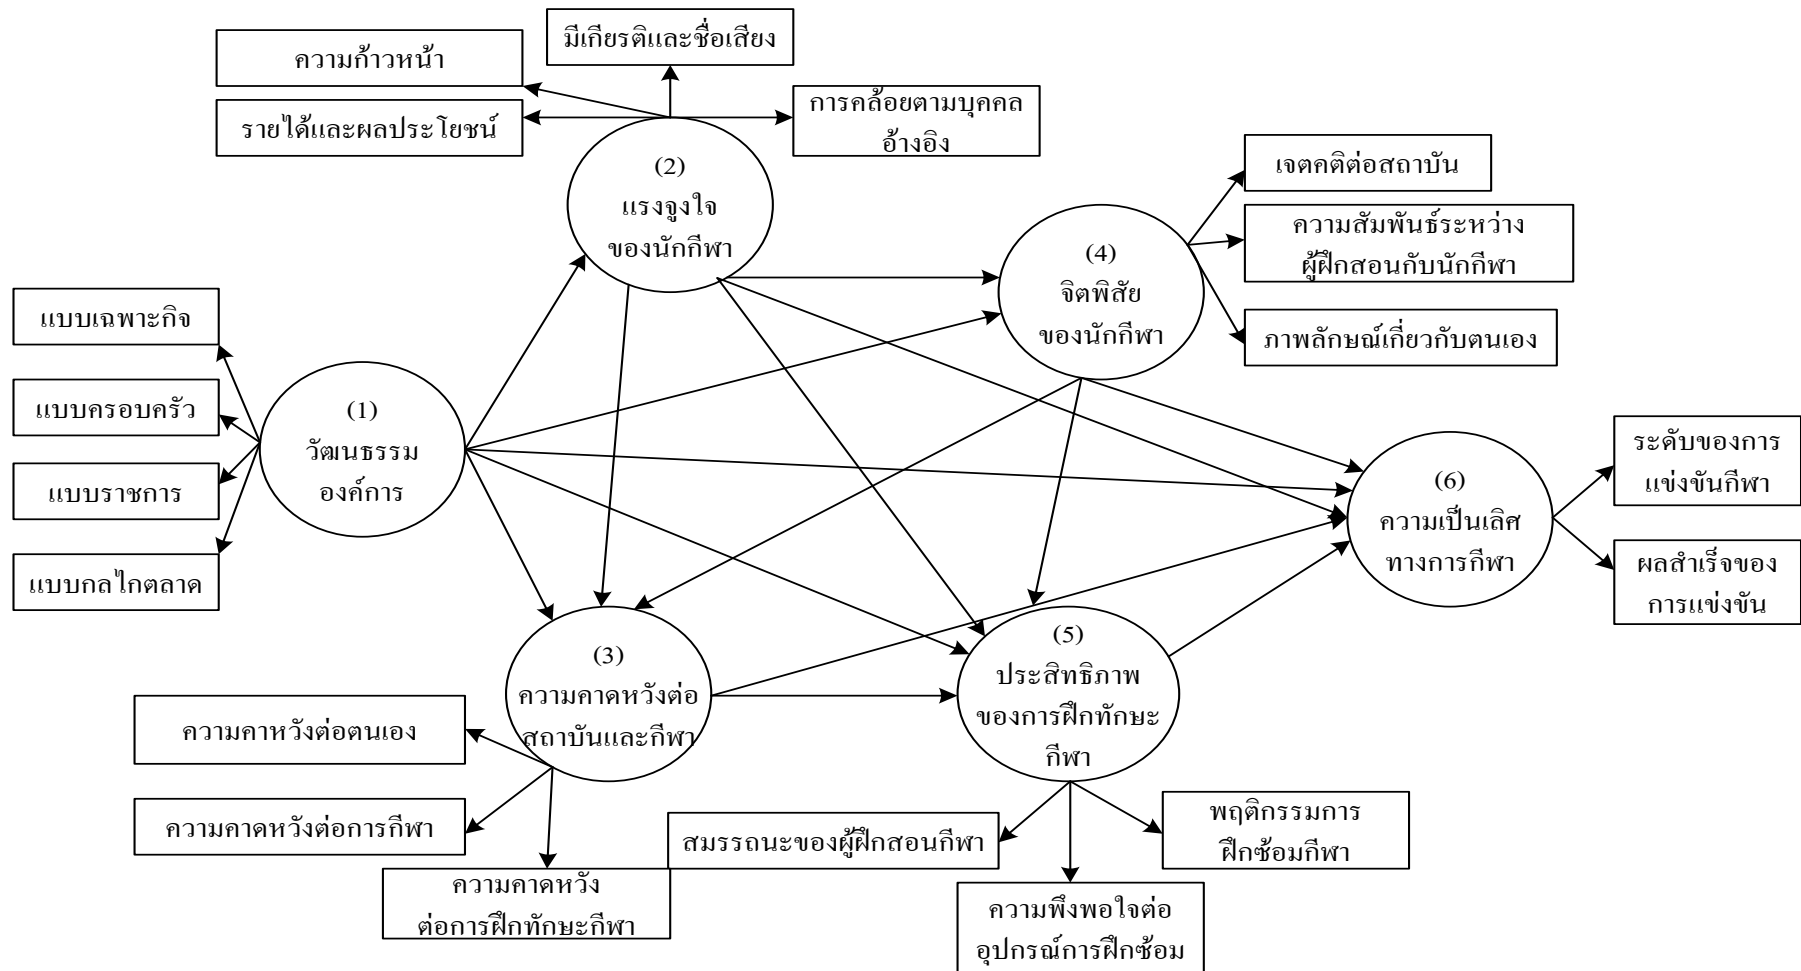 มีเกียรติและชื่อเสียง
ความก้าวหน้า
รายได้และผลประโยชน์
การคล้อยตามบุคคล
อ้างอิง
(2)
แรงจูงใจ
ของนักกีฬา
เจตคติต่อสถาบัน
ความสัมพันธ์ระหว่าง
ผู้ฝึกสอนกับนักกีฬา
ภาพลักษณ์เกี่ยวกับตนเอง
(4)
จิตพิสัย
ของนักกีฬา
แบบเฉพาะกิจ
แบบครอบครัว
แบบราชการ
แบบกลไกตลาด
(1)
วัฒนธรรม
องค์การ
ระดับของการ
แข่งขันกีฬา
ผลสำเร็จของ
การแข่งขัน
(6)
ความเป็นเลิศ
ทางการกีฬา
(3)
ความคาดหวังต่อ
สถาบันและกีฬา
(5)
ประสิทธิภาพ
ของการฝึกทักษะ
กีฬา
ความคาหวังต่อตนเอง
ความคาดหวังต่อการกีฬา
ความคาดหวัง
ต่อการฝึกทักษะกีฬา
สมรรถนะของผู้ฝึกสอนกีฬา
พฤติกรรมการ
ฝึกซ้อมกีฬา
ความพึงพอใจต่อ
อุปกรณ์การฝึกซ้อม